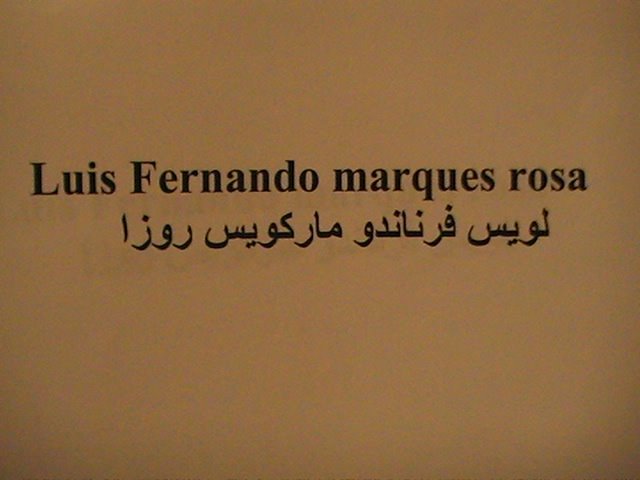 Luis Fernando marques rosa
لويس فرناندو ماركويس روزا